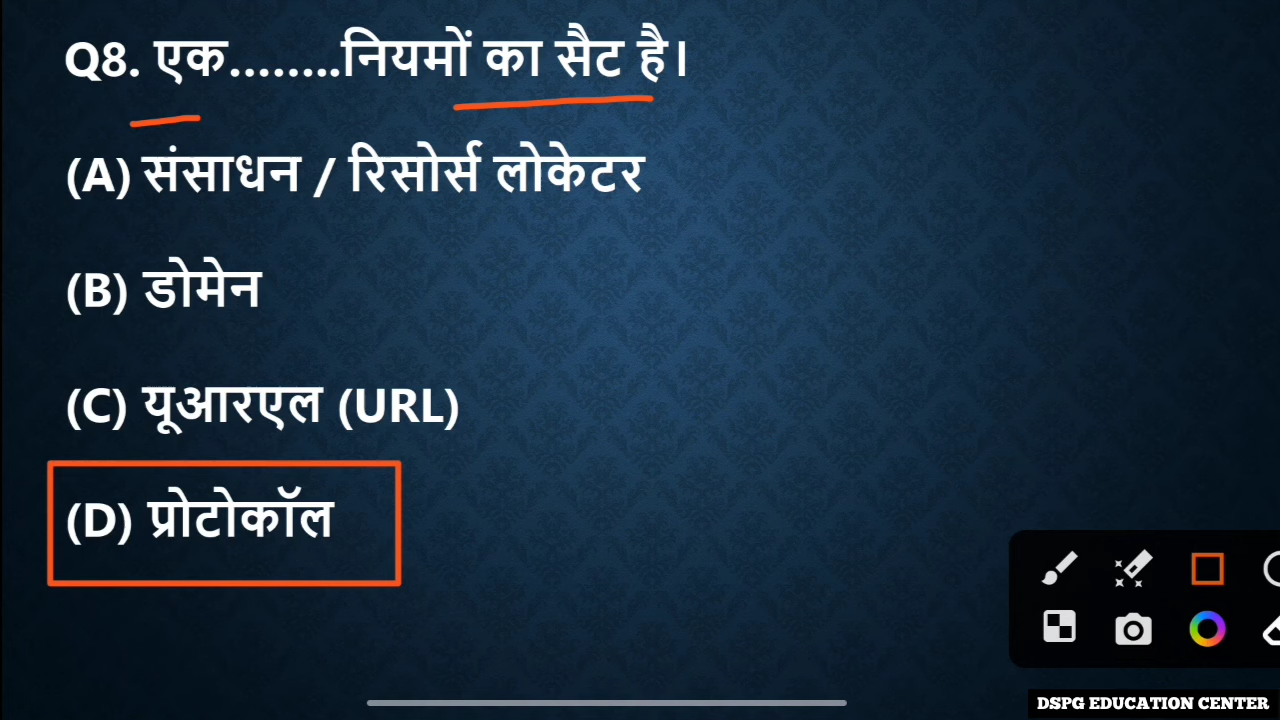 Q8. एक........नियमों का सैट है।
(A) संसाधन / रिसोर्स लोकेटर
(B) डोमेन
(C) यूआरएल (URL)
(D) प्रोटोकॉल
DSPG EDUCATION CENTER